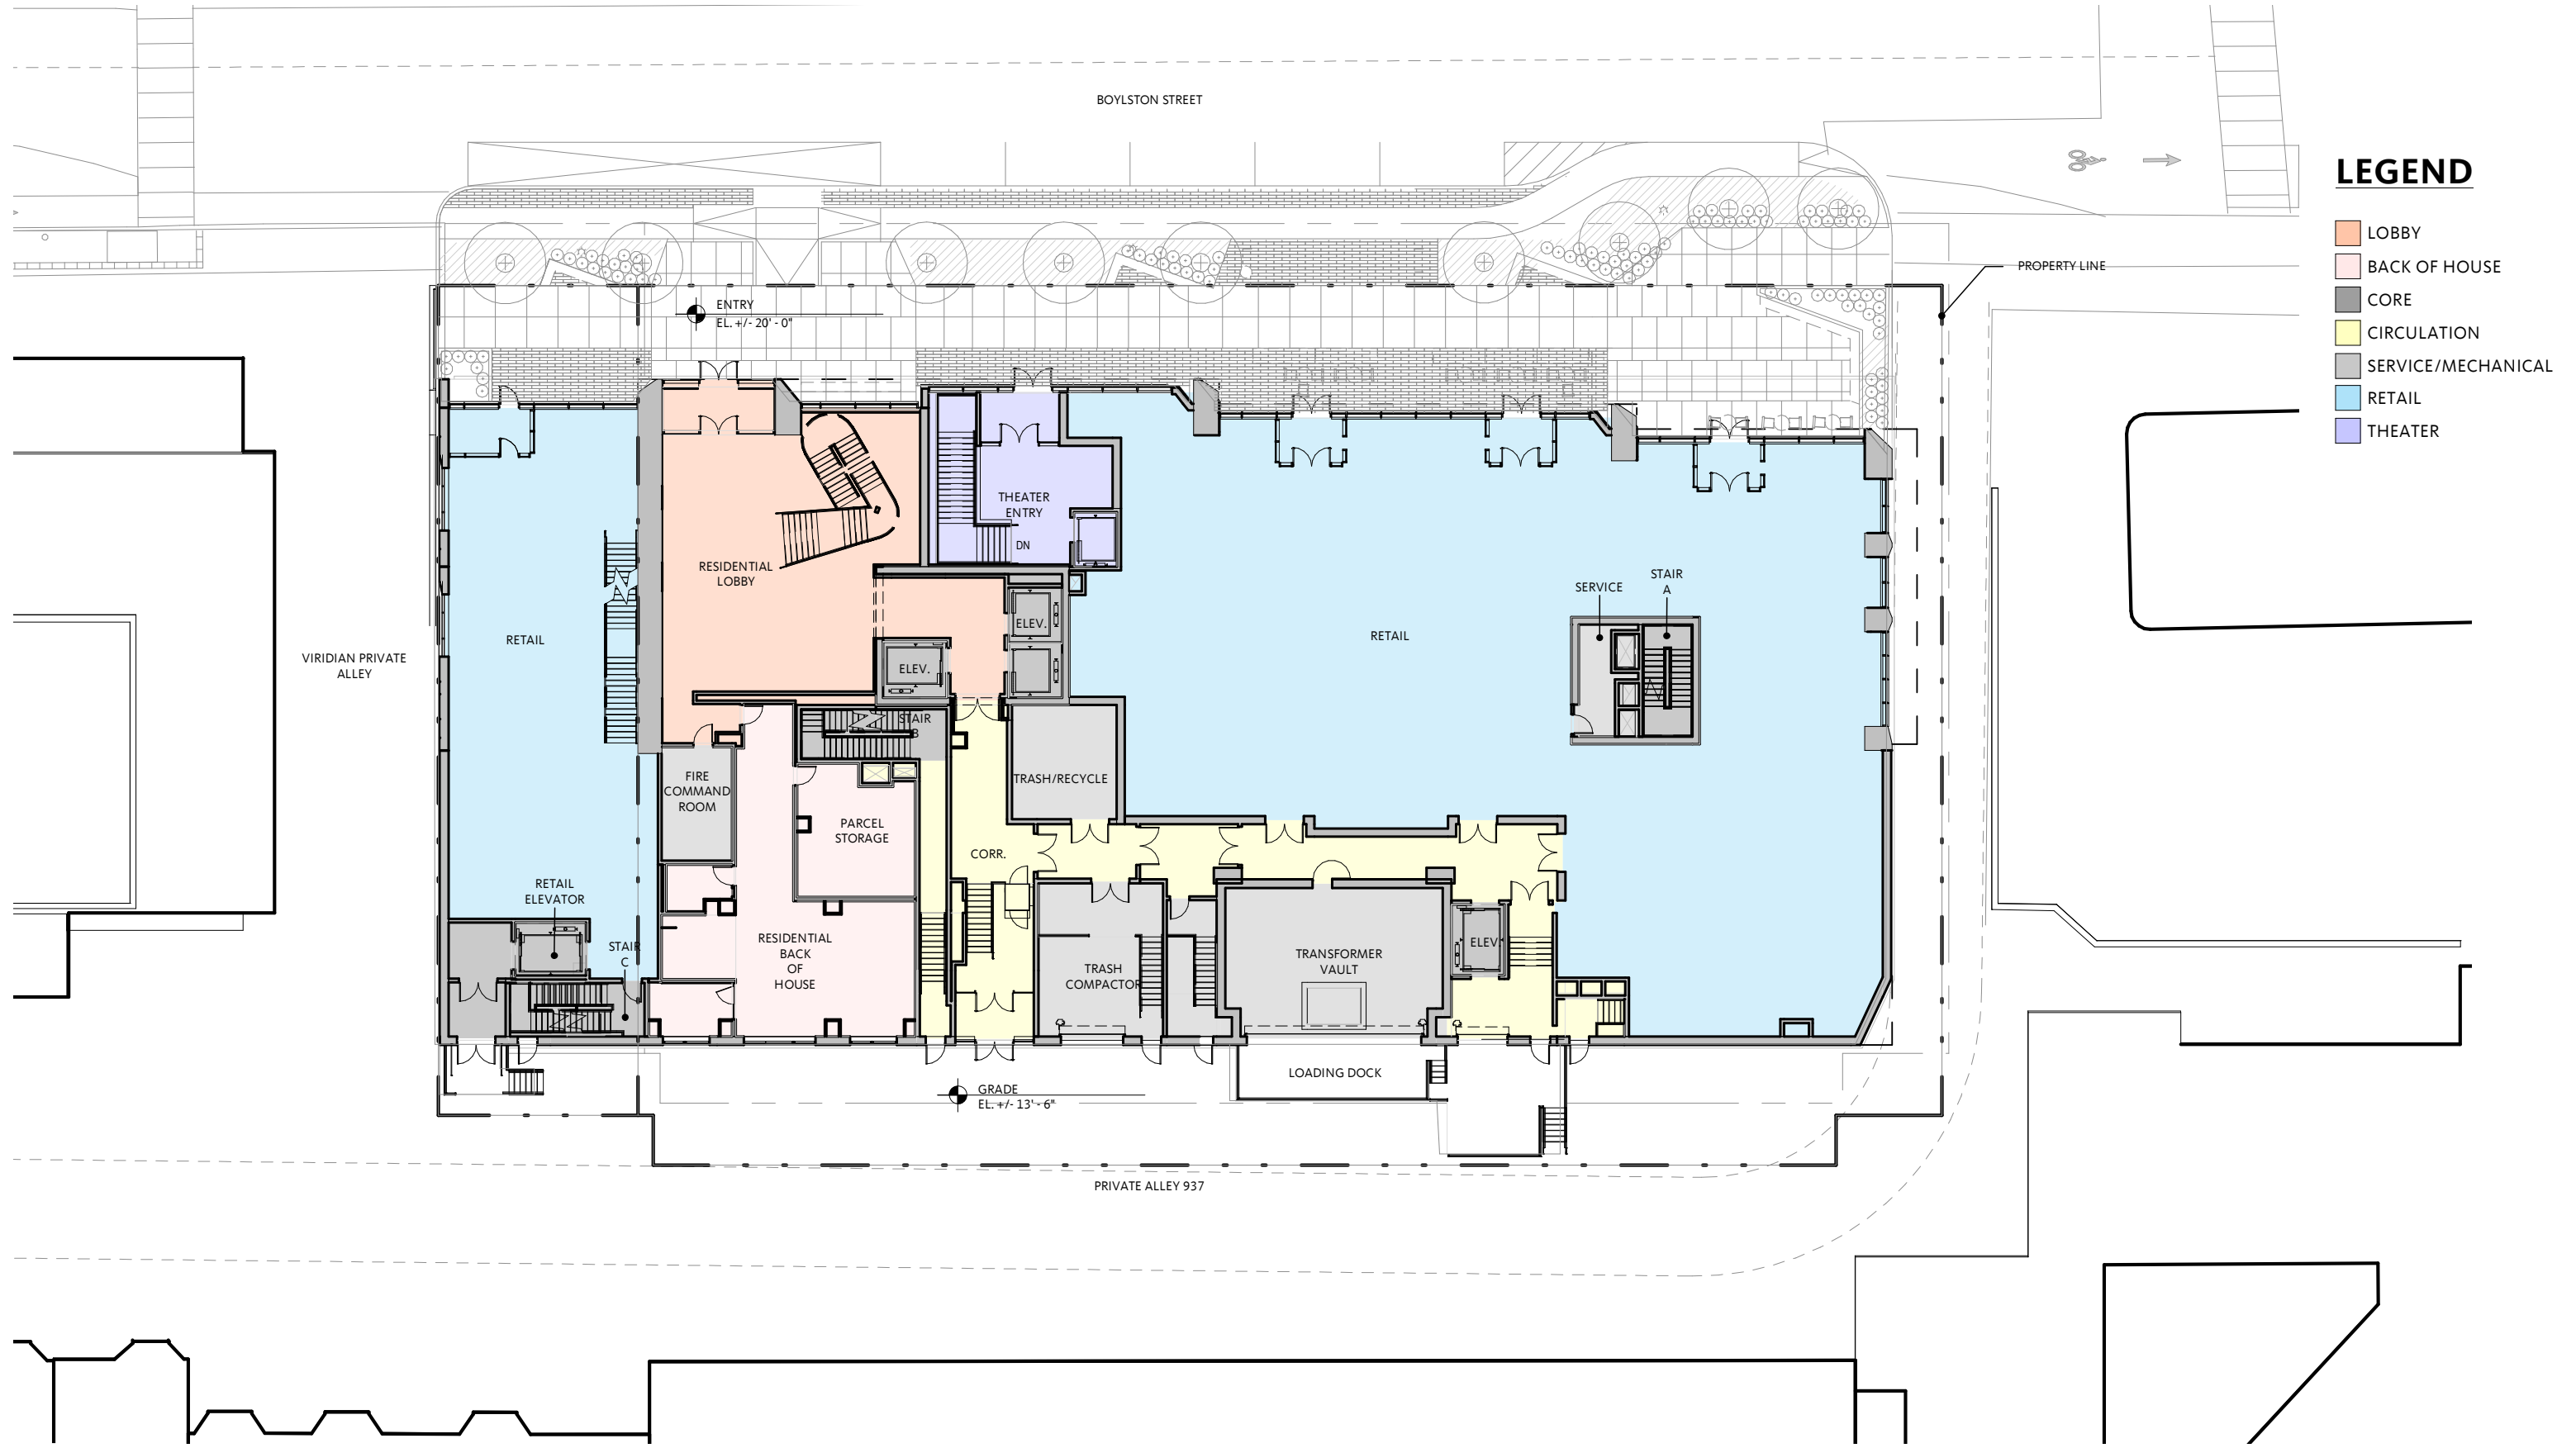 BOYLSTON STREET
LEGEND
LOBBY
BACK OF HOUSE
CORE
CIRCULATION
SERVICE/MECHANICAL
RETAIL
THEATER
PROPERTY LINE
ENTRY
EL. +/- 20' - 0"
THEATER
ENTRY
DN
RESIDENTIAL
LOBBY
ELEV.
ELEV.
SERVICE
STAIR
A
RETAIL
RETAIL
VIRIDIAN PRIVATE
ALLEY
STAIR
B
FIRE
COMMAND
ROOM
TRASH/RECYCLE
PARCEL
STORAGE
CORR.
RETAIL
ELEVATOR
STAIR
C
RESIDENTIAL
BACK
OF
HOUSE
TRASH
COMPACTOR
TRANSFORMER
VAULT
ELEV.
LOADING DOCK
GRADE
EL. +/- 13' - 6"
PRIVATE ALLEY 937